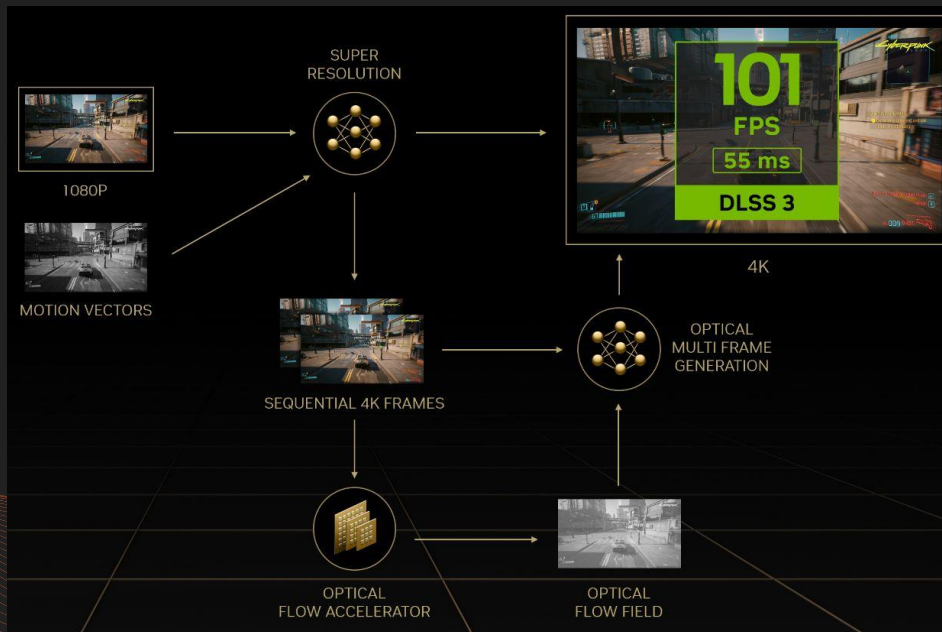 SUPER
RESOLUTION
1080P
MOTION VECTORS
CYBERPUNK
101
FPS
55 ms
DLSS 3
4K
SEQUENTIAL 4K FRAMES
OPTICAL
MULTI FRAME
GENERATION
OPTICAL
FLOW ACCELERATOR
OPTICAL
FLOW FIELD